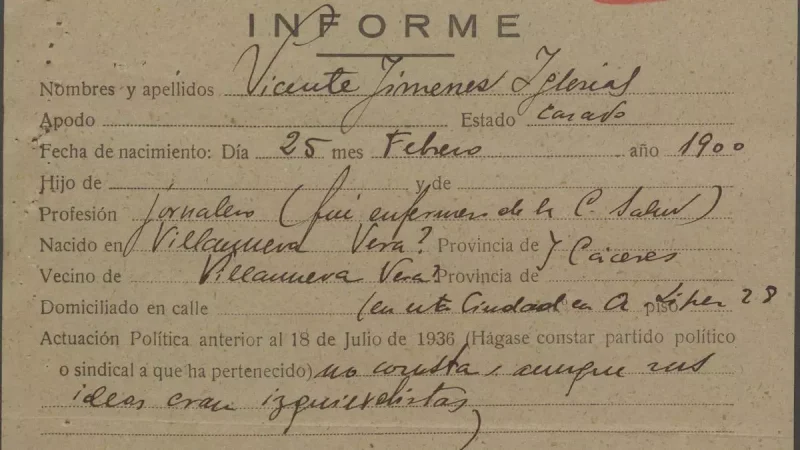 INFORME
Nombres y apellidos Vicente Jimenes Iglesias
Apodo Estado casado
Fecha de nacimiento: Día 25 mes Febrero año 1900
Hijo de y de
Profesión jornalero (fui enfermero de la C. Salud)
Nacido en Villanueva Vera? Provincia de Cáceres
Vecino de Villanueva Vera? Provincia de
Domiciliado en calle (en esta Ciudad en A. piso 28
Actuación Política anterior al 18 de Julio de 1936 (Hágase constar partido político
o sindical a que ha pertenecido) no consta, aunque sus
ideas eran izquierdistas